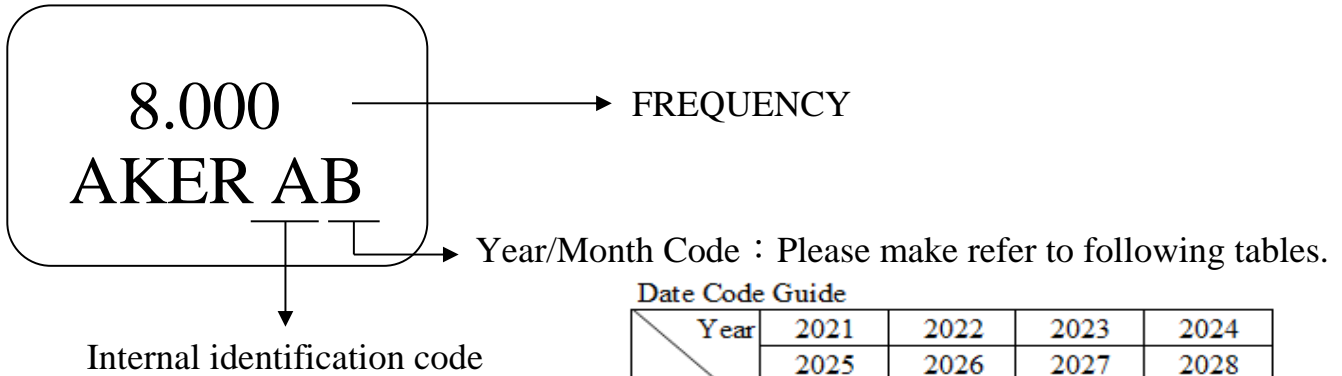 8.000
FREQUENCY
AKER AB
Year/Month Code：Please make refer to following tables.
Date Code Guide
Year 2021 2022 2023 2024
2025 2026 2027 2028
Internal identification code